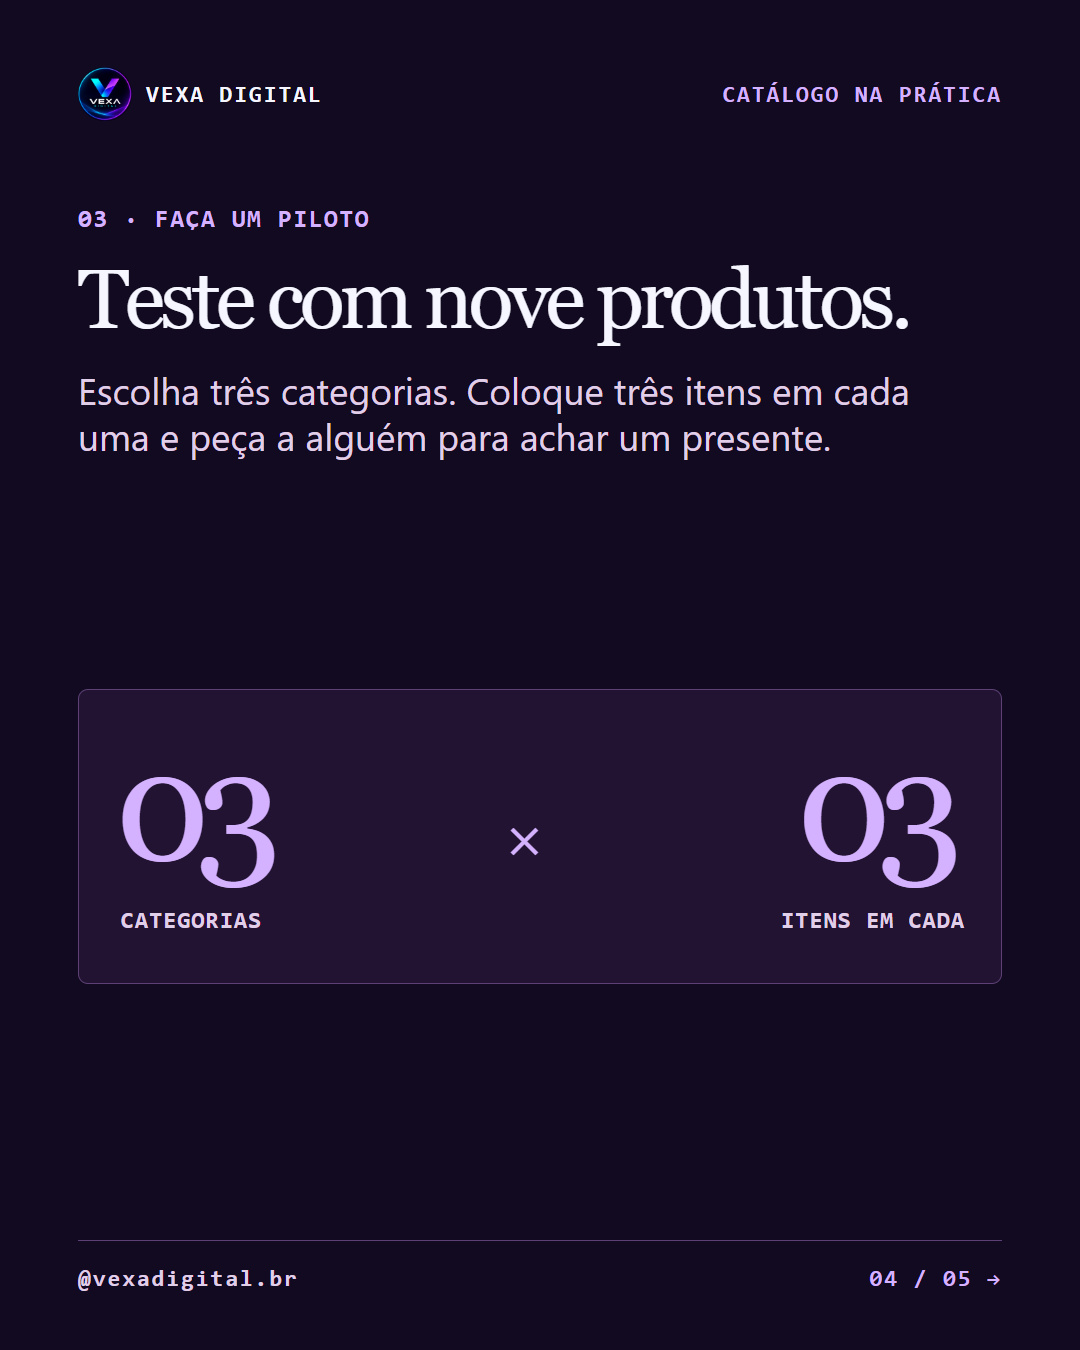 VEXA
VEXA DIGITAL
CATÁLOGO NA PRÁTICA
03 · FAÇA UM PILOTO
Teste com nove produtos.
Escolha três categorias. Coloque três itens em cada
uma e peça a alguém para achar um presente.
03 × 03
CATEGORIAS
ITENS EM CADA
@vexadigital.br
04 / 05 →